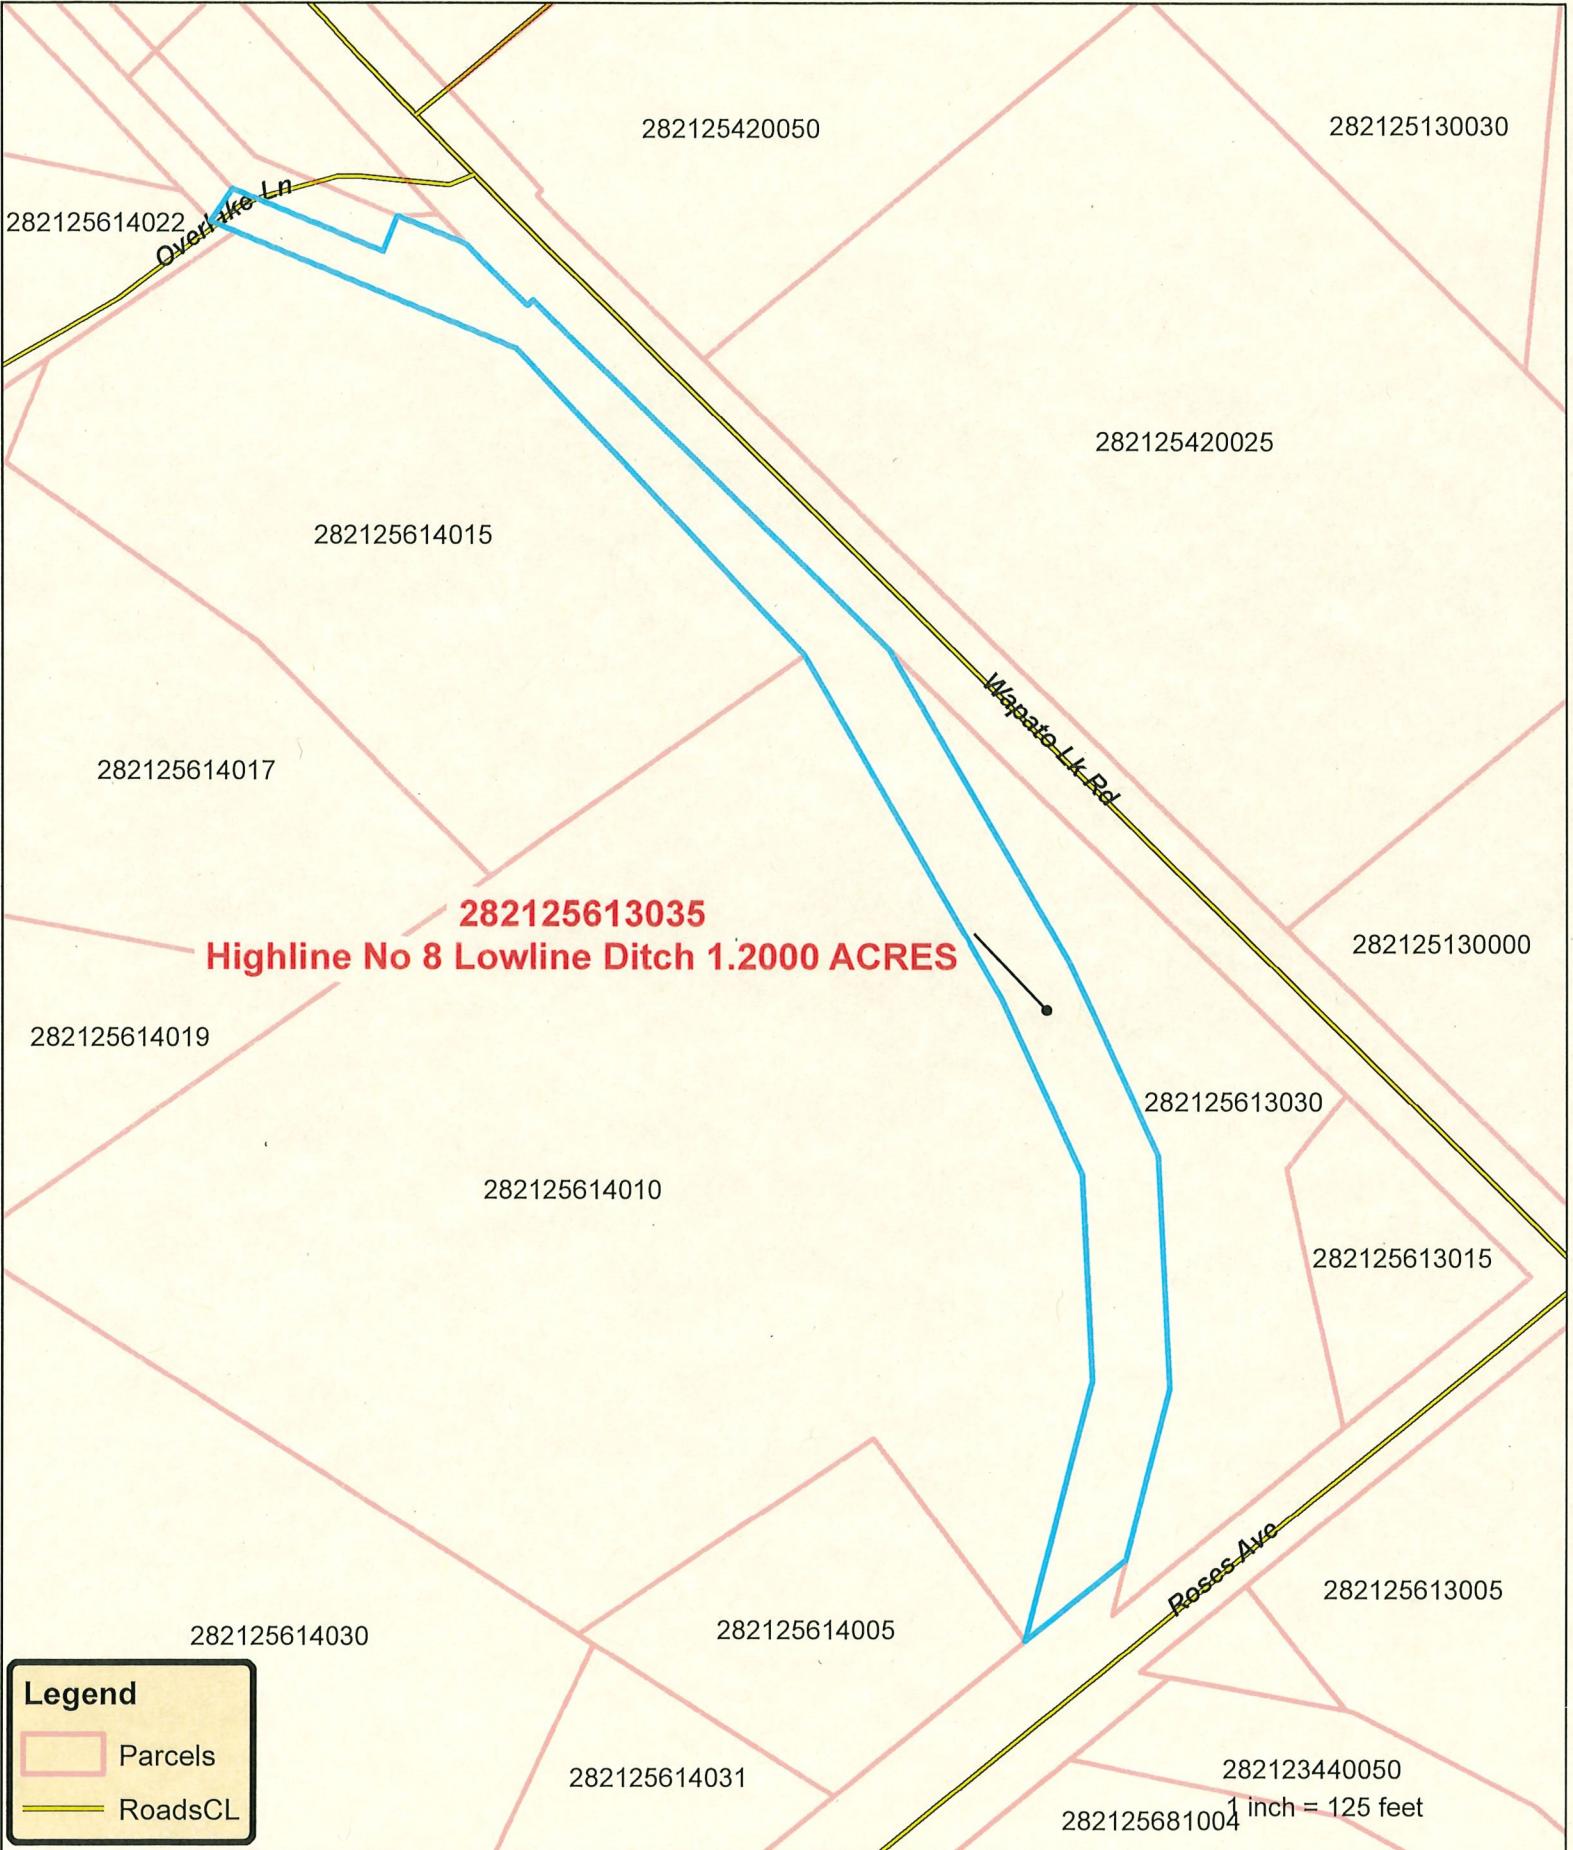 282125420050
282125130030
Overlake Ln
282125614022
282125420025
282125614015
Wapato Lk Rd
282125614017
282125613035
Highline No 8 Lowline Ditch 1.2000 ACRES
282125130000
282125614019
282125613030
282125614010
282125613015
Roses Ave
282125613005
282125614005
282125614030
Legend
Parcels
RoadsCL
282125614031
282123440050
1 inch = 125 feet
282125681004